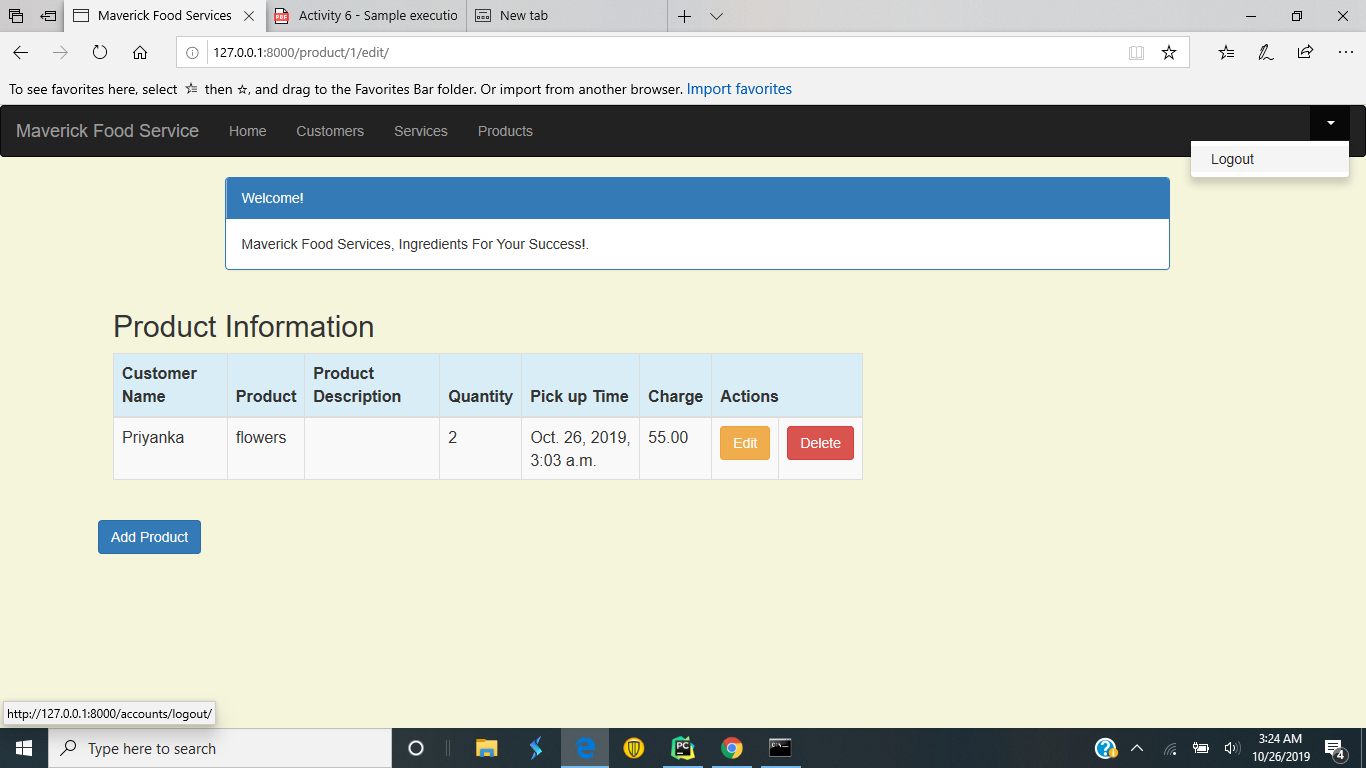 Maverick Food Services
Activity 6 - Sample executio
New tab
127.0.0.1:8000/product/1/edit/
To see favorites here, select then , and drag to the Favorites Bar folder. Or import from another browser. Import favorites
Maverick Food Service Home Customers Services Products
Logout
Welcome!
Maverick Food Services, Ingredients For Your Success!.
Product Information
Customer Name Product Product Description Quantity Pick up Time Charge Actions
Priyanka flowers 2 Oct. 26, 2019, 3:03 a.m. 55.00 Edit Delete
Add Product
http://127.0.0.1:8000/accounts/logout/
Type here to search
PC
3:24 AM
10/26/2019
4